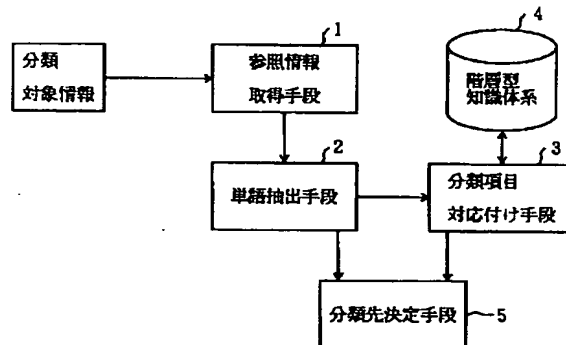 4
1
分類
対象情報
参照情報
取得手段
階層型
知識体系
2
3
単語抽出手段
分類項目
対応付け手段
分類先決定手段
5